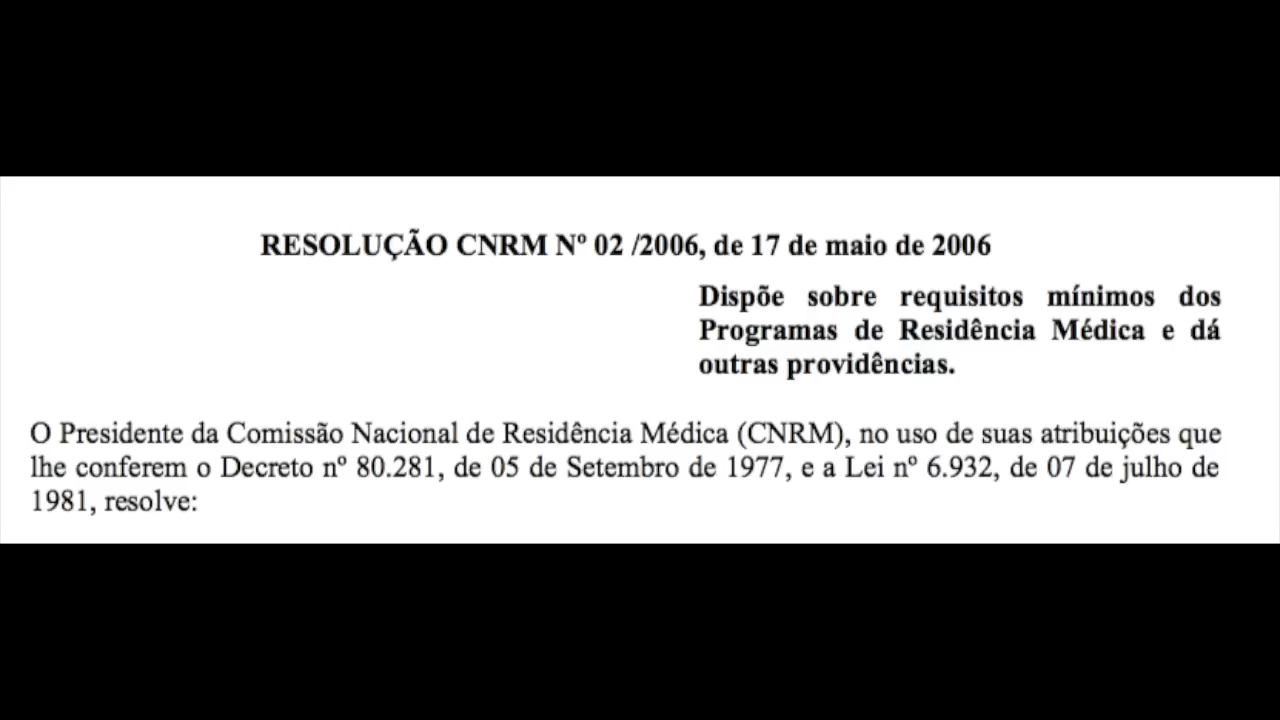 RESOLUÇÃO CNRM Nº 02 /2006, de 17 de maio de 2006
Dispõe sobre requisitos mínimos dos
Programas de Residência Médica e dá
outras providências.
O Presidente da Comissão Nacional de Residência Médica (CNRM), no uso de suas atribuições que
lhe conferem o Decreto nº 80.281, de 05 de Setembro de 1977, e a Lei nº 6.932, de 07 de julho de
1981, resolve: